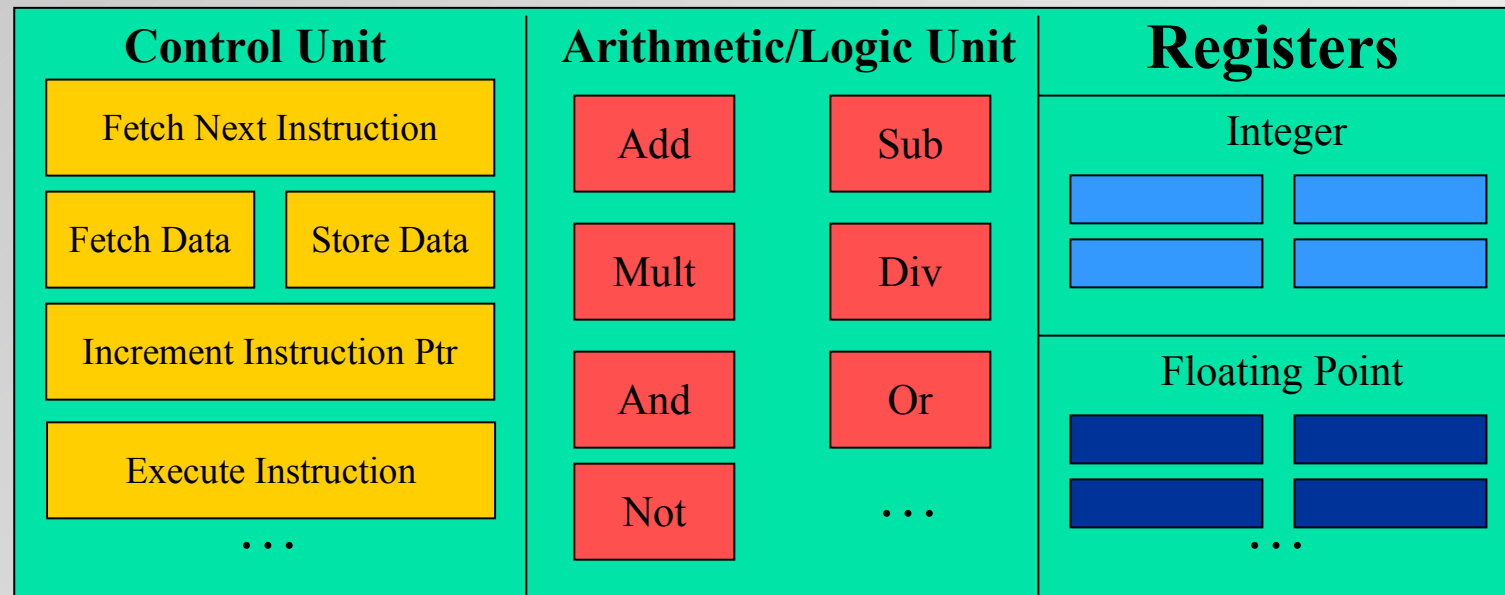 Control Unit
Fetch Next Instruction
Fetch Data
Store Data
Increment Instruction Ptr
Execute Instruction
...
Arithmetic/Logic Unit
Add
Sub
Mult
Div
And
Or
Not
...
Registers
Integer
Floating Point
...